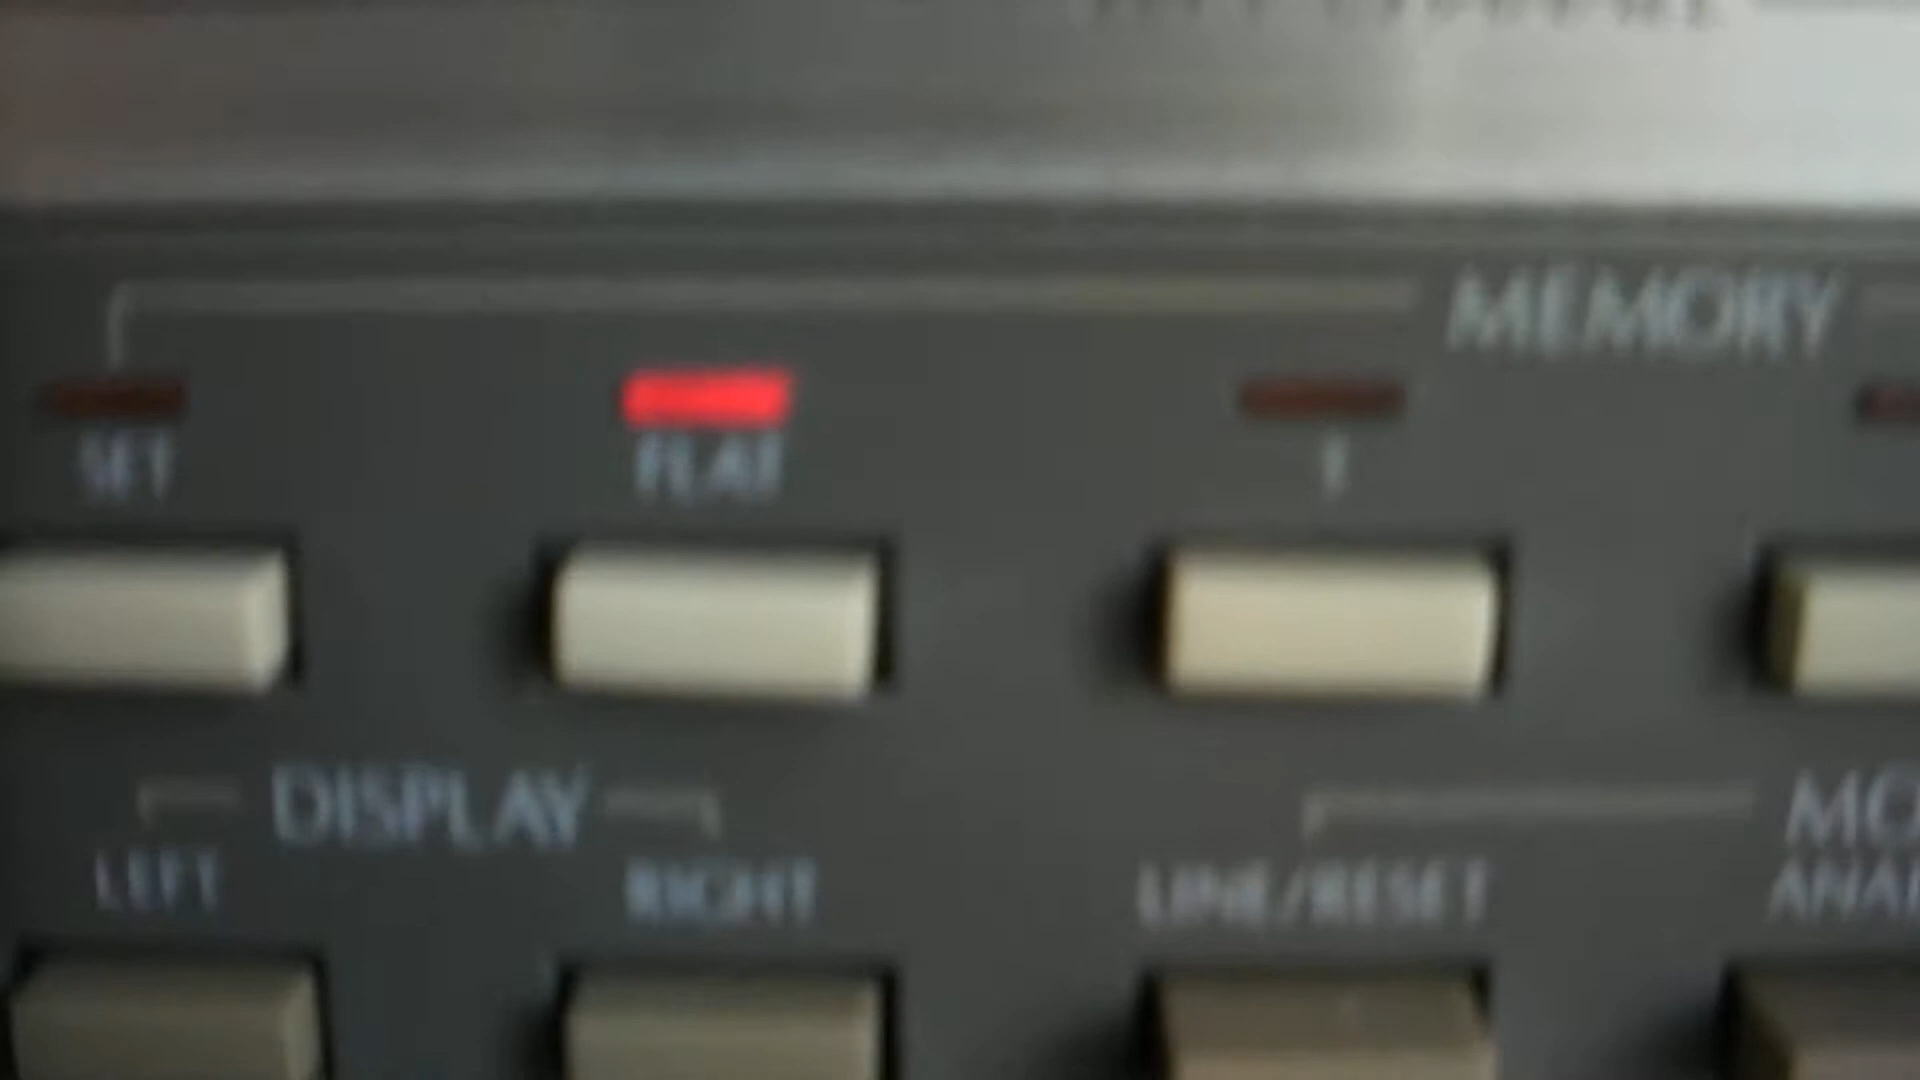 MEMORY
SET FLAT 1
DISPLAY
LEFT RIGHT LINE/RESET